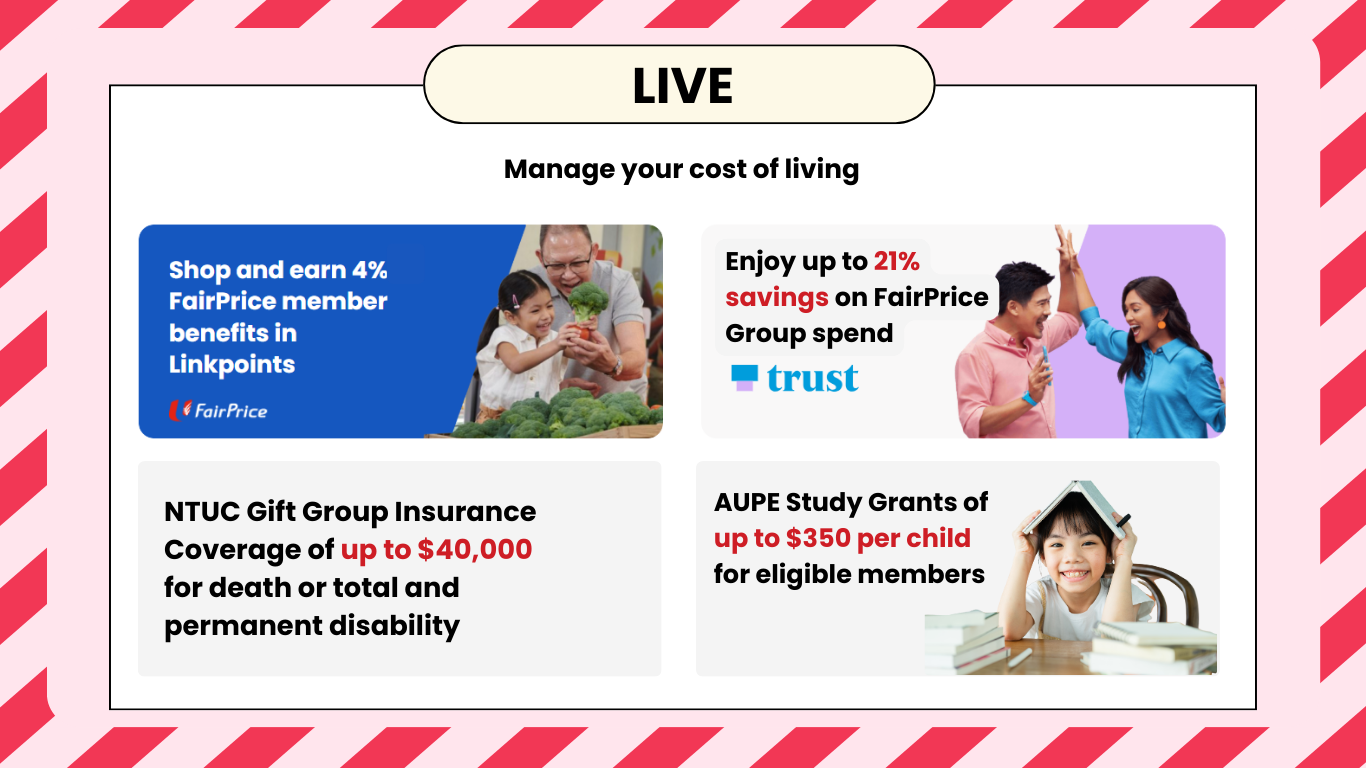 LIVE
Manage your cost of living
Shop and earn 4%
FairPrice member
benefits in
Linkpoints
FairPrice
Enjoy up to 21%
savings on FairPrice
Group spend
trust
NTUC Gift Group Insurance
Coverage of up to $40,000
for death or total and
permanent disability
AUPE Study Grants of
up to $350 per child
for eligible members